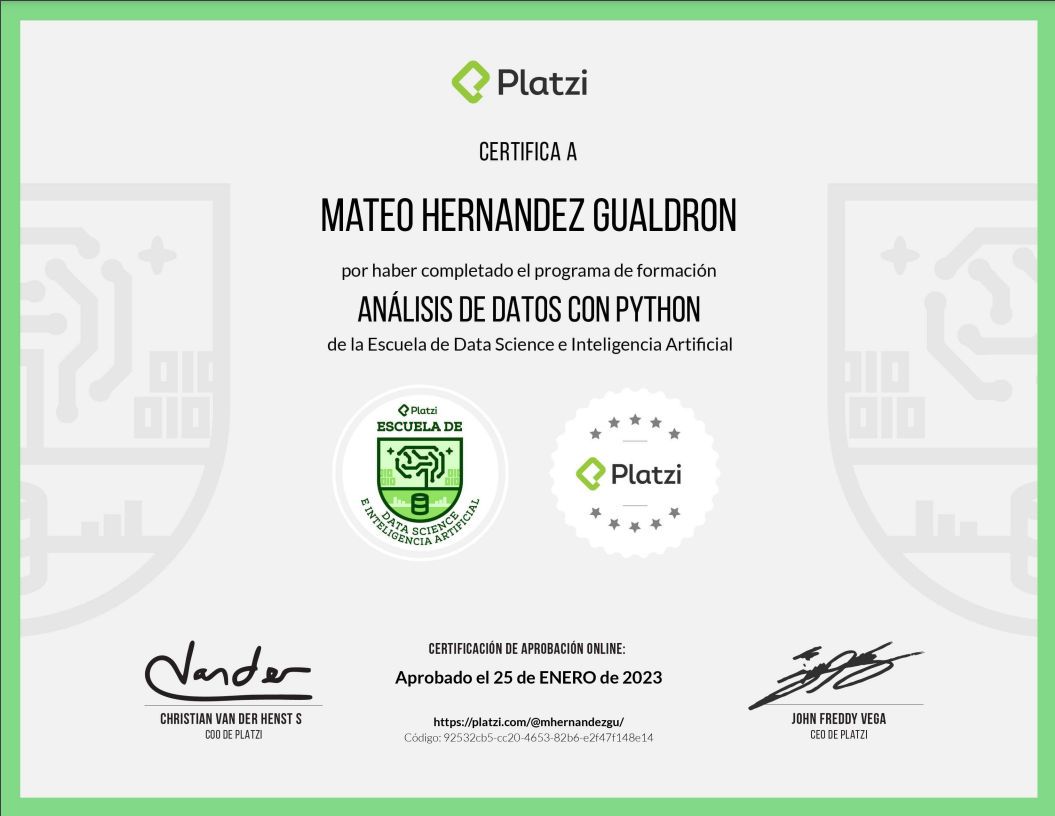 Platzi
CERTIFICA A
MATEO HERNANDEZ GUALDRON
por haber completado el programa de formación
ANÁLISIS DE DATOS CON PYTHON
de la Escuela de Data Science e Inteligencia Artificial
Platzi
ESCUELA DE
DATA SCIENCE
E INTELIGENCIA ARTIFICIAL
Platzi
Vander
CHRISTIAN VAN DER HENST S
COO DE PLATZI
CERTIFICACIÓN DE APROBACIÓN ONLINE:
Aprobado el 25 de ENERO de 2023
https://platzi.com/@mhernandezgu/
Código: 92532cb5-cc20-4653-82b6-e2f47f148e14
JOHN FREDDY VEGA
CEO DE PLATZI